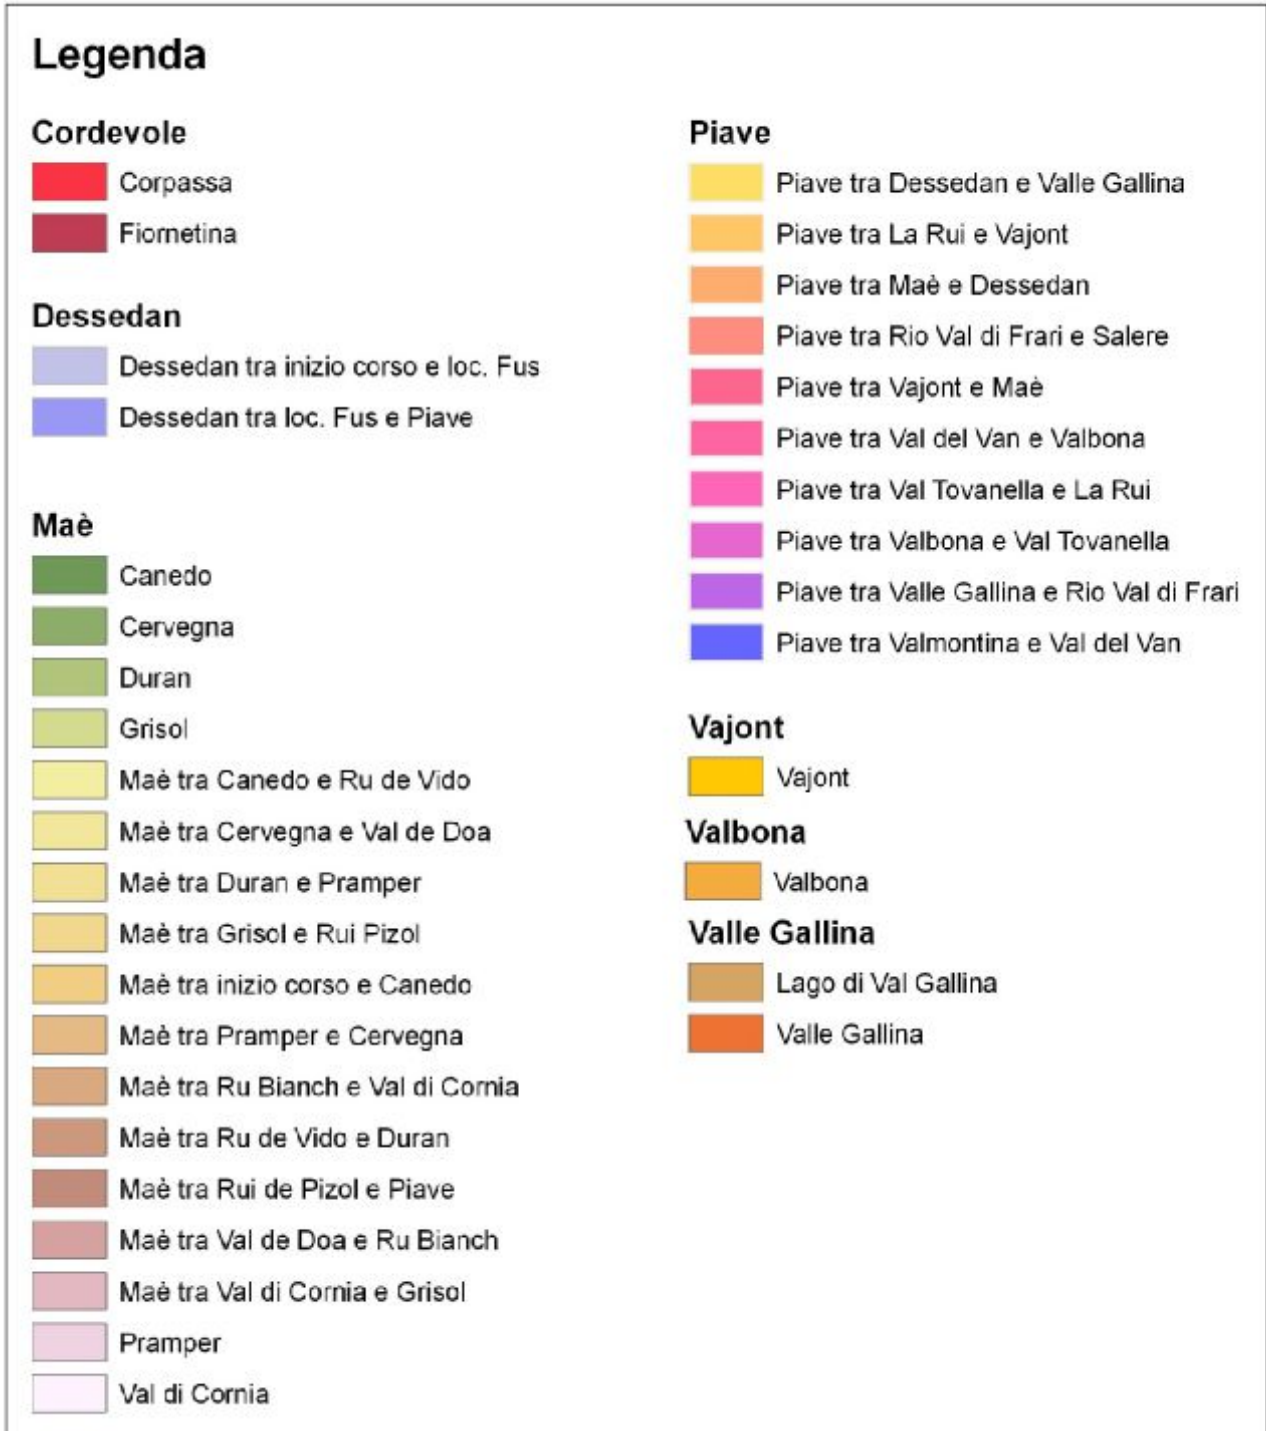 Legenda
Cordevole
Corpassa
Fiornetina
Dessedan
Dessedan tra inizio corso e loc. Fus
Dessedan tra loc. Fus e Piave
Maè
Canedo
Cervegna
Duran
Grisol
Maè tra Canedo e Ru de Vido
Maè tra Cervegna e Val de Doa
Maè tra Duran e Pramper
Maè tra Grisol e Rui Pizol
Maè tra inizio corso e Canedo
Maè tra Pramper e Cervegna
Maè tra Ru Bianch e Val di Cornia
Maè tra Ru de Vido e Duran
Maè tra Rui de Pizol e Piave
Maè tra Val de Doa e Ru Bianch
Maè tra Val di Cornia e Grisol
Pramper
Val di Cornia
Piave
Piave tra Dessedan e Valle Gallina
Piave tra La Rui e Vajont
Piave tra Maè e Dessedan
Piave tra Rio Val di Frari e Salere
Piave tra Vajont e Maè
Piave tra Val del Van e Valbona
Piave tra Val Tovanella e La Rui
Piave tra Valbona e Val Tovanella
Piave tra Valle Gallina e Rio Val di Frari
Piave tra Valmontina e Val del Van
Vajont
Vajont
Valbona
Valbona
Valle Gallina
Lago di Val Gallina
Valle Gallina